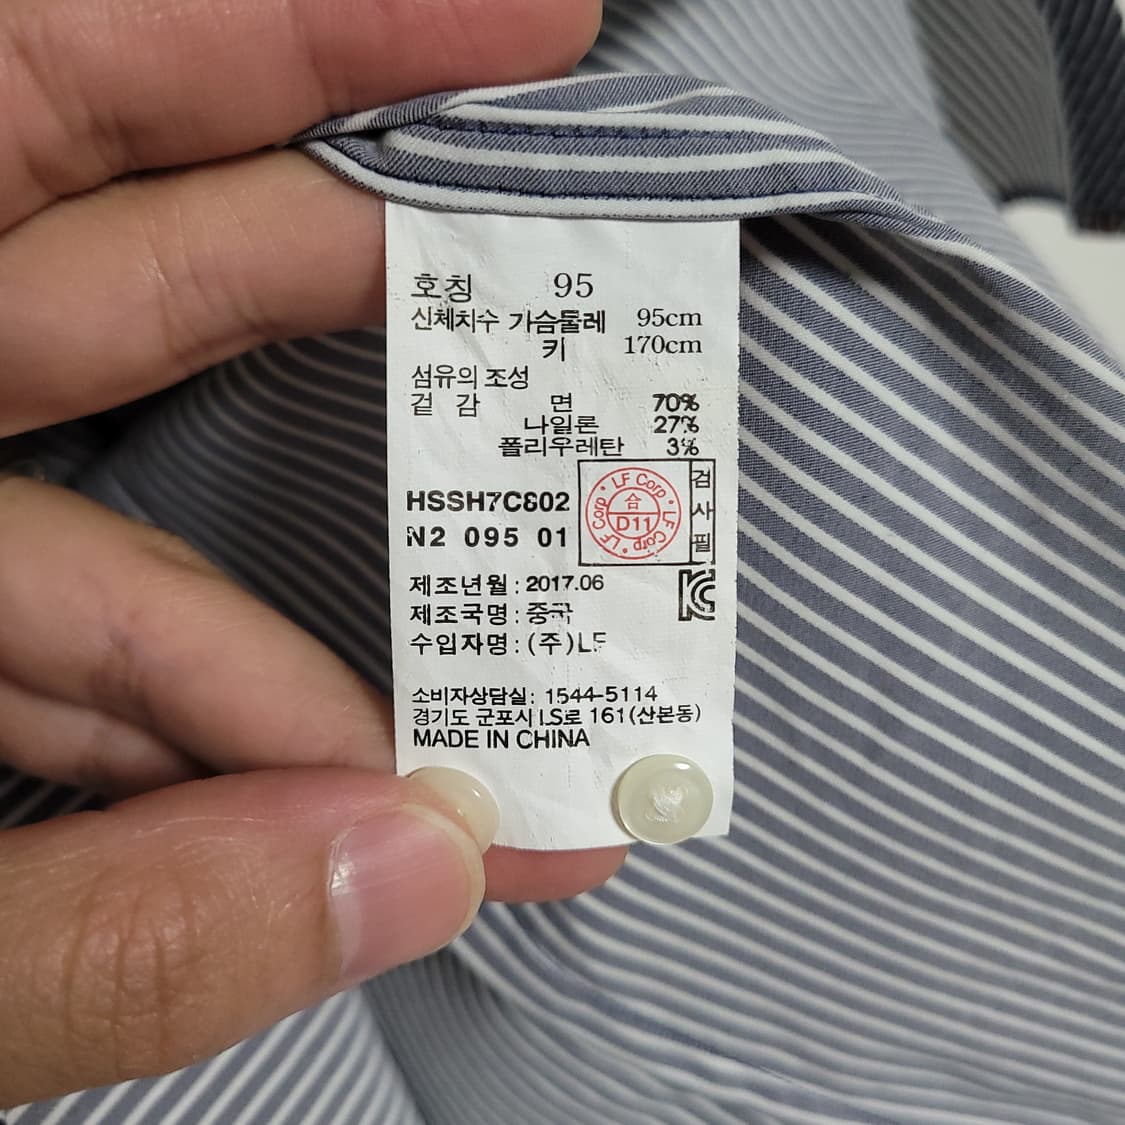 호칭 95
신체치수 가슴둘레 95cm
키 170cm
섬유의 조성
겉 감 면 70%
나일론 27%
폴리우레탄 3%
HSSH7C802
N2 095 01
LF Corp · LF Corp · LF Corp ·
合
D11
검사필
제조년월 : 2017.06
제조국명 : 중국
수입자명 : (주)LF
소비자상담실 : 1544-5114
경기도 군포시 LS로 161(산본동)
MADE IN CHINA